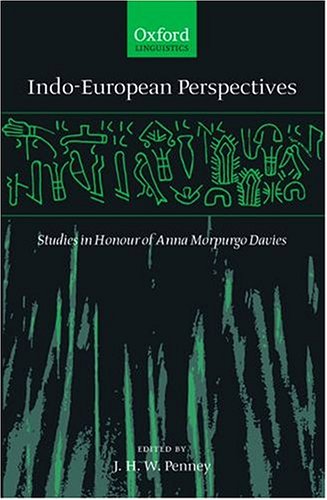 Oxford
LINGUISTICS
Indo-European Perspectives
Studies in Honour of Anna Morpurgo Davies
EDITED BY
J. H. W. Penney